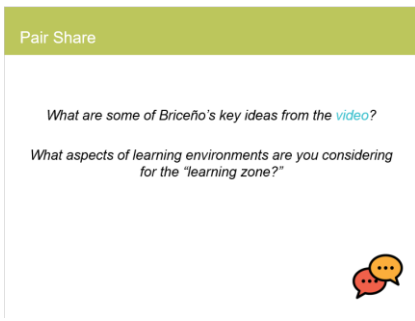 Pair Share
What are some of Briceño's key ideas from the video?
What aspects of learning environments are you considering
for the "learning zone?"